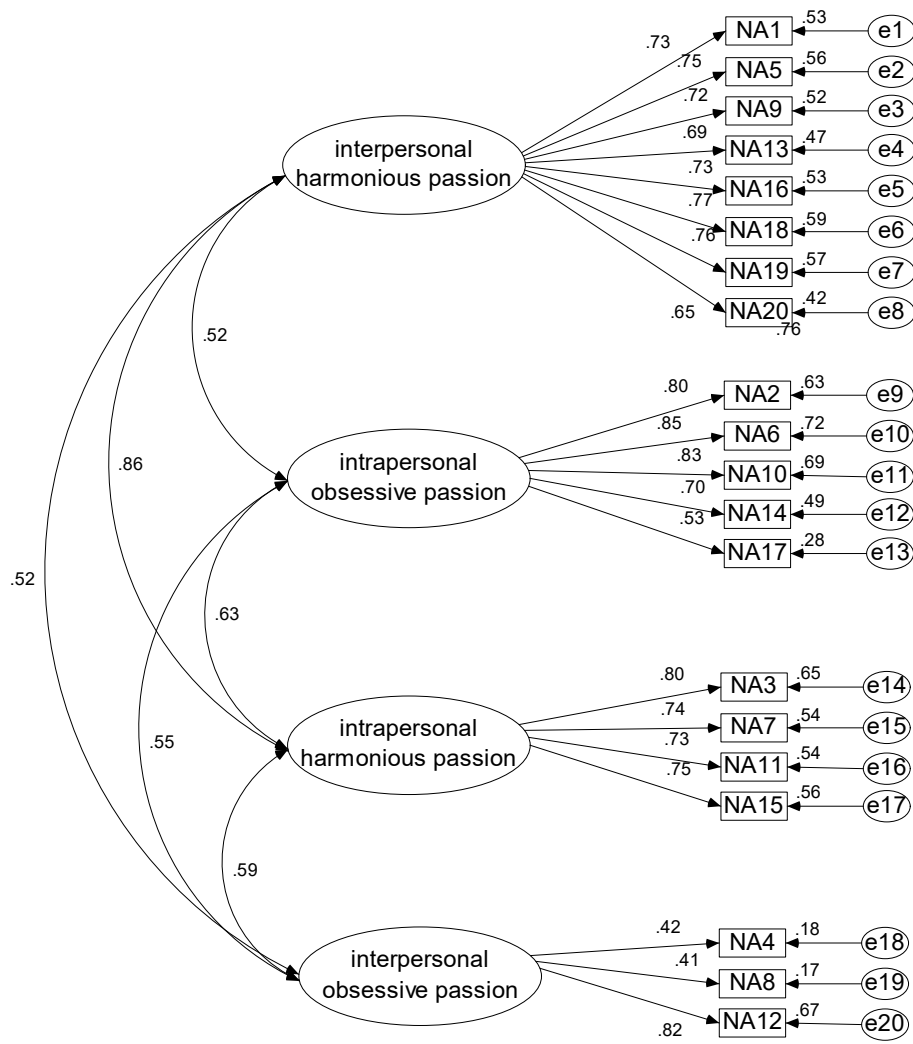 .53
NA1
e1
.73
.56
NA5
e2
.75
.52
NA9
e3
.72
.47
NA13
e4
.69
.53
NA16
e5
.73
.59
NA18
e6
.77
.57
NA19
e7
.76
.42
NA20
e8
.65
.76
interpersonal
harmonious passion
.52
.63
NA2
e9
.80
.72
NA6
e10
.85
.69
NA10
e11
.83
.49
NA14
e12
.70
.28
NA17
e13
.53
intrapersonal
obsessive passion
.86
.52
.63
.65
NA3
e14
.80
.54
NA7
e15
.74
.54
NA11
e16
.73
.56
NA15
e17
.75
intrapersonal
harmonious passion
.55
.59
.18
NA4
e18
.42
.17
NA8
e19
.41
.67
NA12
e20
.82
interpersonal
obsessive passion